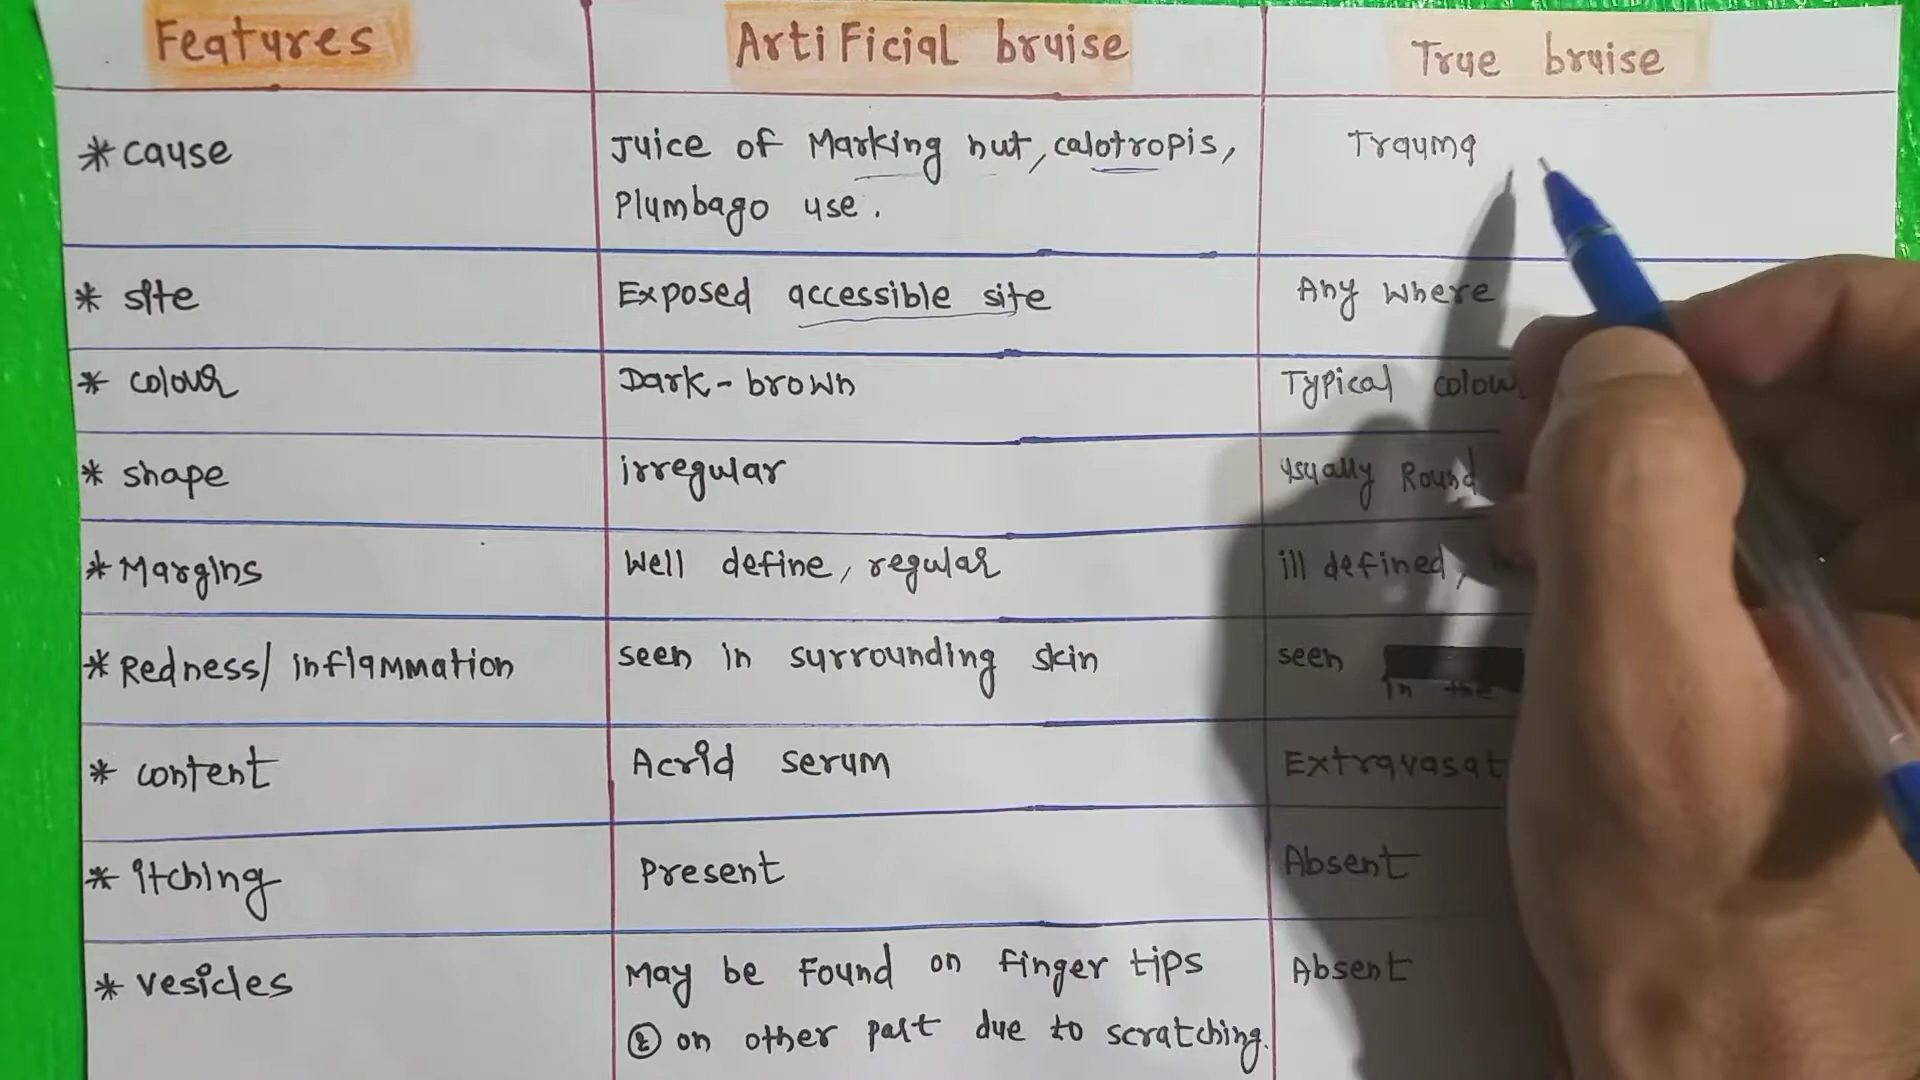 Features Artificial bruise True bruise
* cause Juice of Marking nut, calotropis, Trauma
Plumbago use.
* site Exposed accessible site Any where
* colour Dark-brown Typical
* shape irregular usually Round
* Margins Well define, regular ill defined,
* Redness/ inflammation seen in surrounding skin seen
in the
* content Acrid serum
* itching Present Absent
* vesicles May be found on finger tips Absent
& on other part due to scratching.